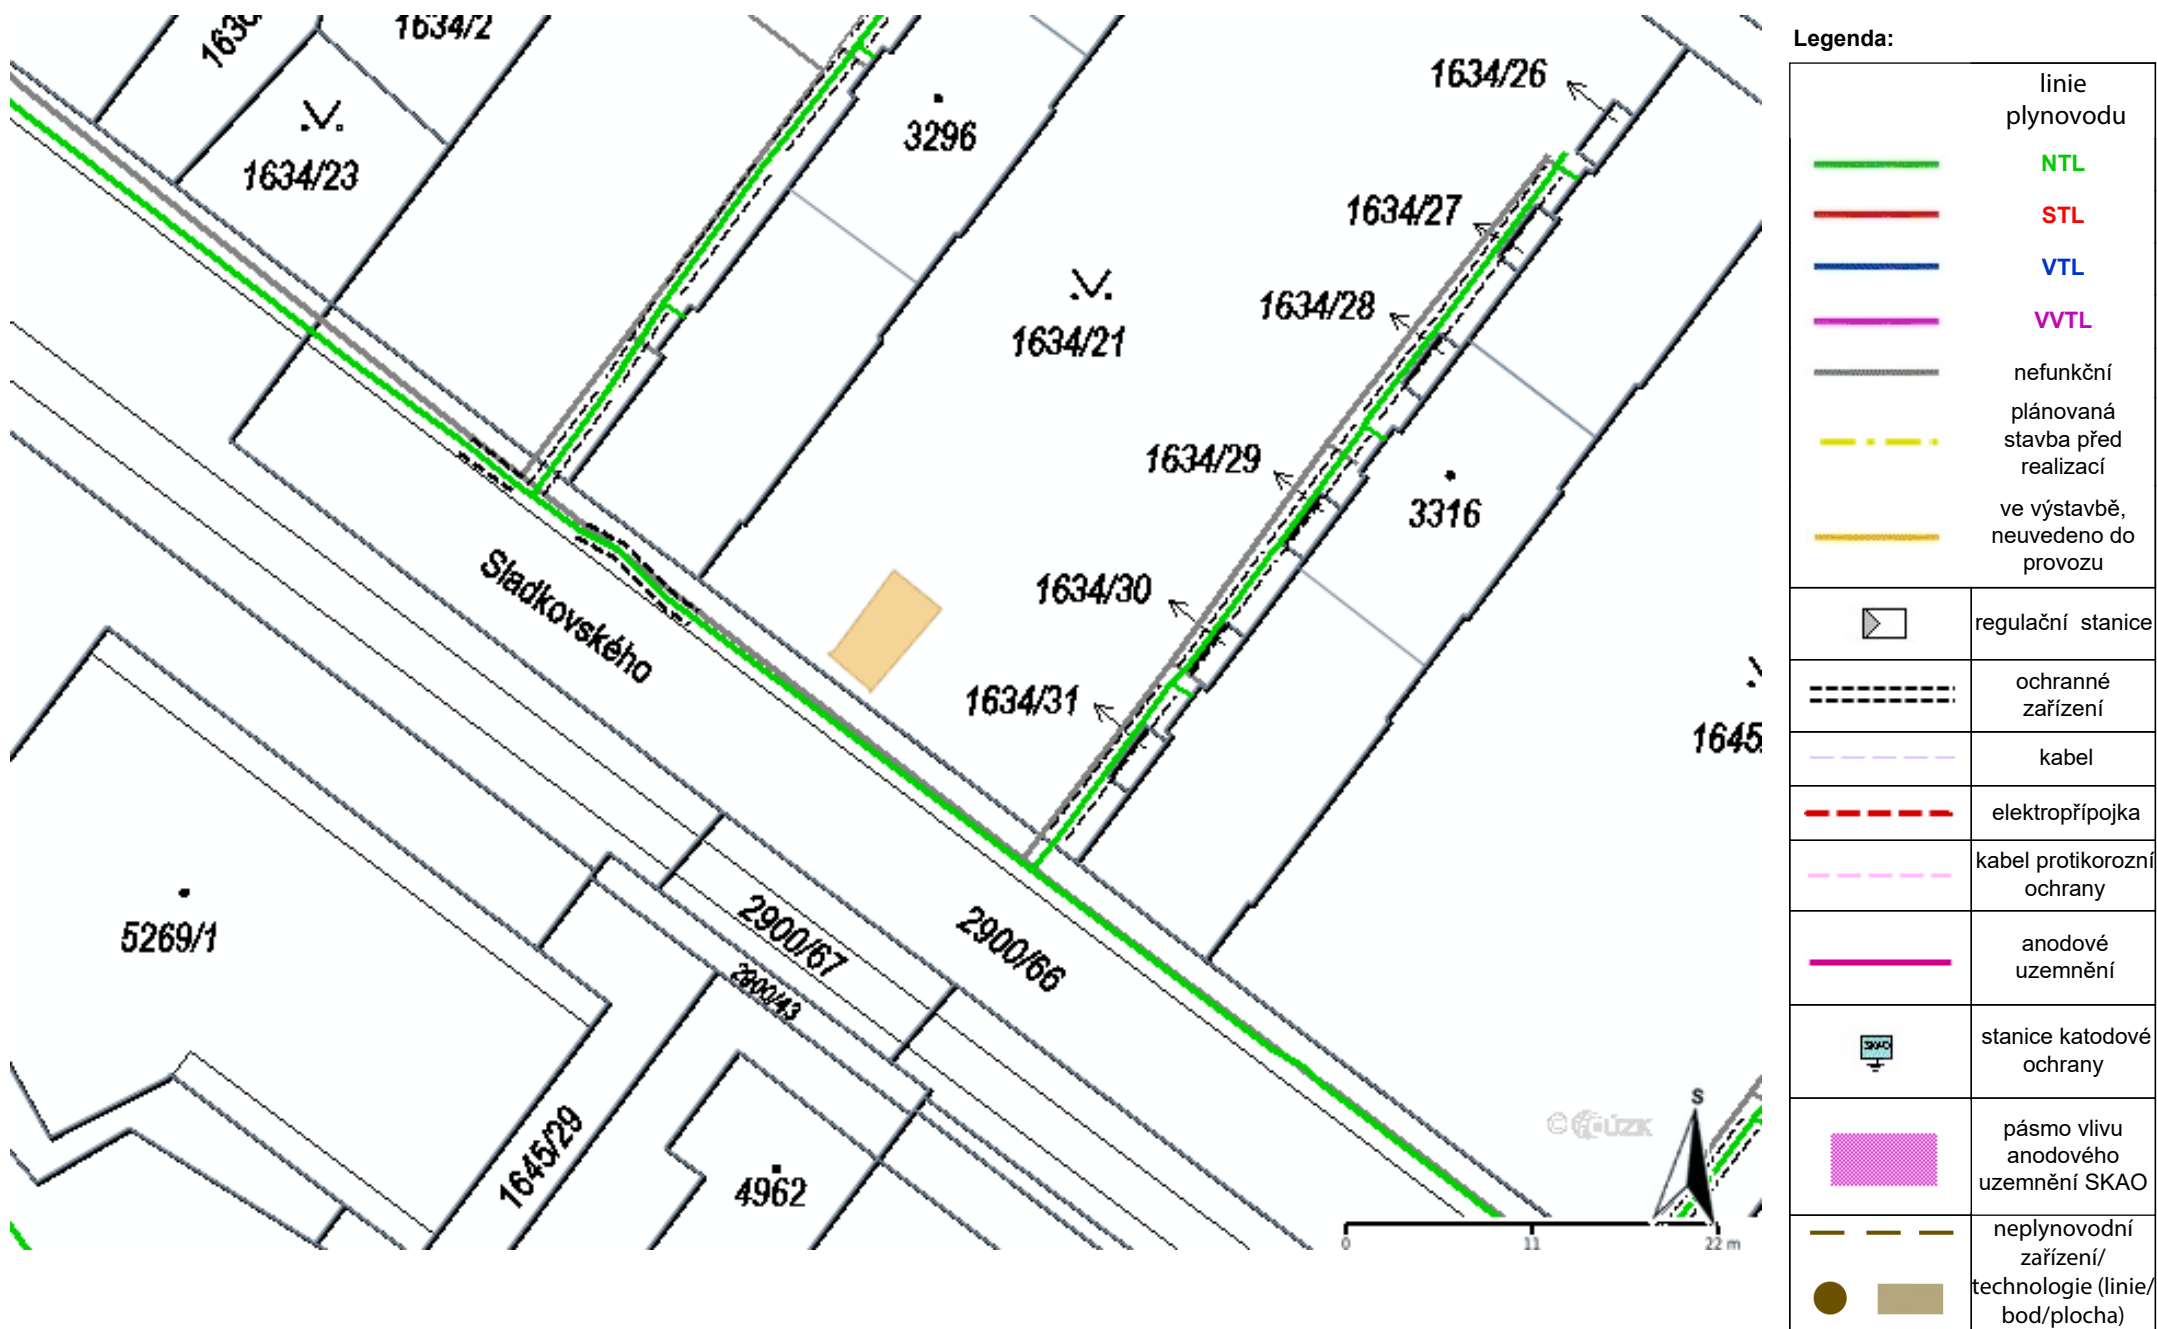 1634/2
1634/23
3296
1634/26
1634/27
1634/21
1634/28
1634/29
3316
1634/30
1634/31
Sladkovského
1645
5269/1
2900/67
2900/66
2900/43
1645/29
4962
© ČÚZK
S
0 11 22 m
Legenda:
linie
plynovodu
NTL
STL
VTL
VVTL
nefunkční
plánovaná
stavba před
realizací
ve výstavbě,
neuvedeno do
provozu
regulační stanice
ochranné
zařízení
kabel
elektropřípojka
kabel protikorozní
ochrany
anodové
uzemnění
SKAO
stanice katodové
ochrany
pásmo vlivu
anodového
uzemnění SKAO
neplynovodní
zařízení/
technologie (linie/
bod/plocha)